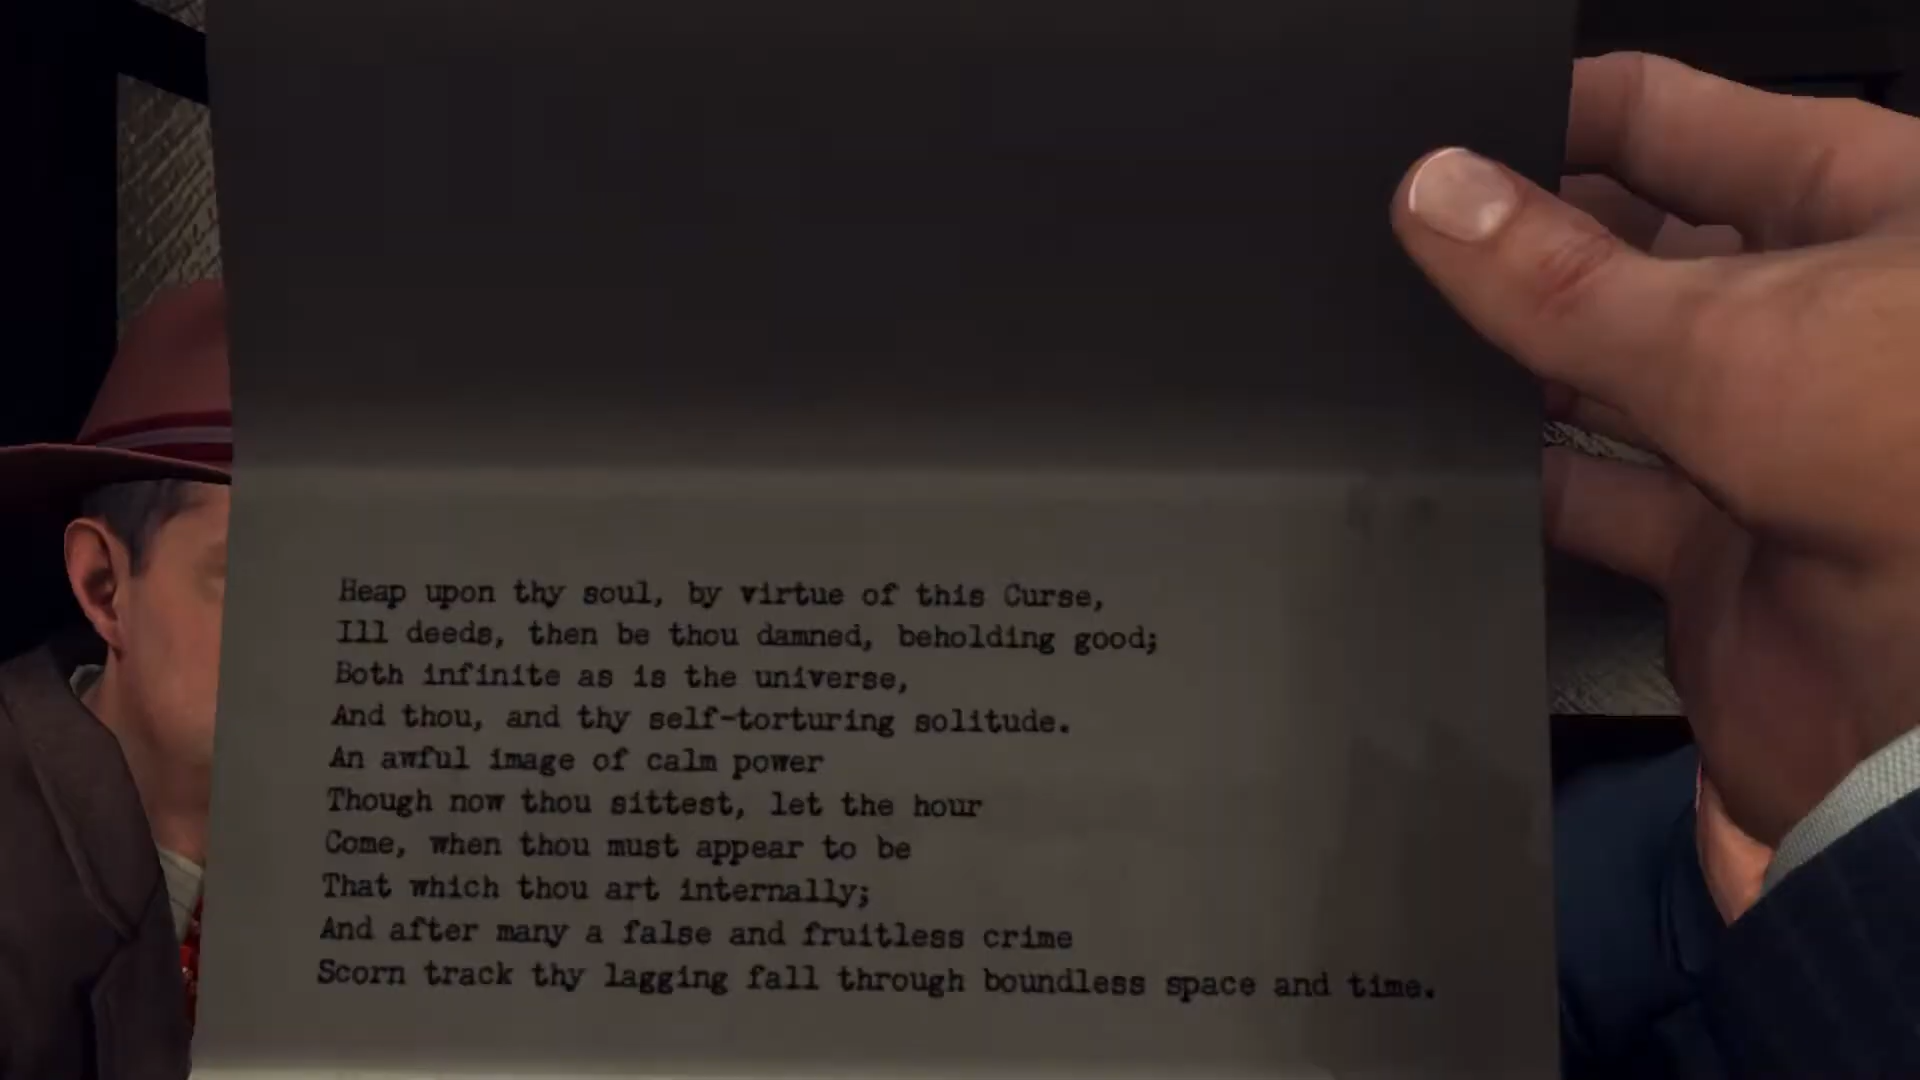 Heap upon thy soul, by virtue of this Curse,
Ill deeds, then be thou damned, beholding good;
Both infinite as is the universe,
And thou, and thy self-torturing solitude.
An awful image of calm power
Though now thou sittest, let the hour
Come, when thou must appear to be
That which thou art internally;
And after many a false and fruitless crime
Scorn track thy lagging fall through boundless space and time.